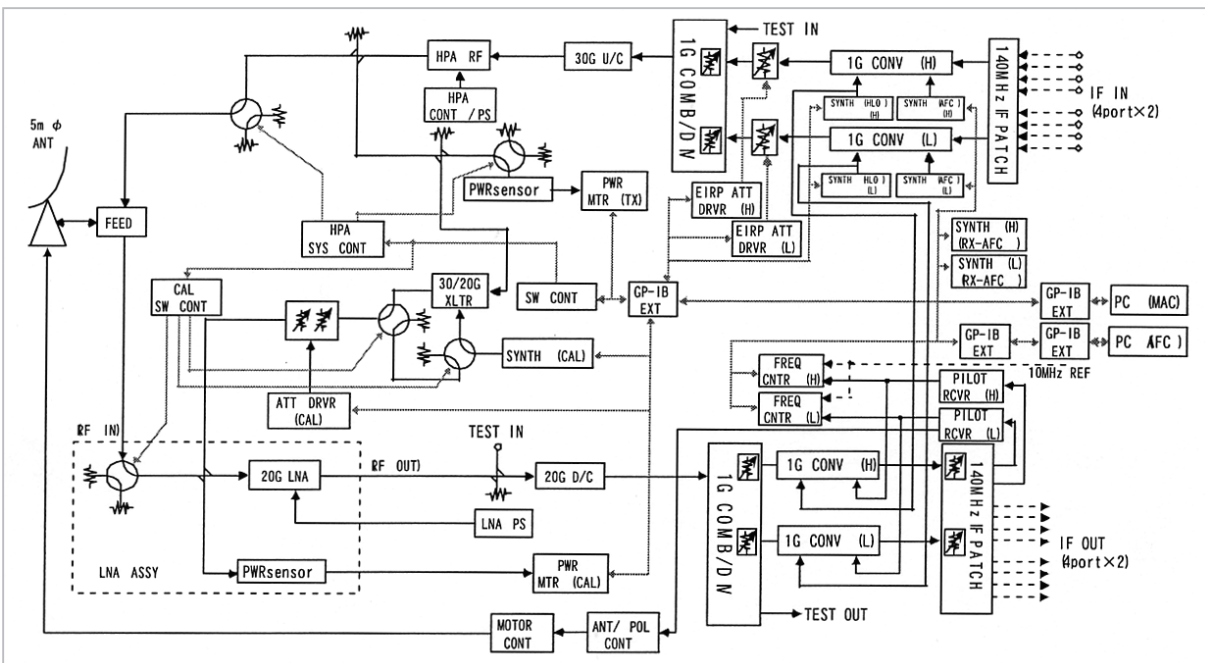 TEST IN
HPA RF
30G U/C
1G COMB/DIV
1G CONV (H)
140MHz IF PATCH
IF IN
(4port×2)
HPA
CONT /PS
SYNTH (HLO)
(H)
SYNTH (AFC)
(H)
1G CONV (L)
SYNTH (HLO)
(L)
SYNTH (AFC)
(L)
5m φ
ANT
PWRsensor
PWR
MTR (TX)
EIRP ATT
DRVR (H)
EIRP ATT
DRVR (L)
FEED
HPA
SYS CONT
SYNTH (H)
(RX-AFC )
SYNTH (L)
(RX-AFC )
CAL
SW CONT
30/20G
XLTR
SW CONT
GP-IB
EXT
GP-IB
EXT
PC (MAC)
GP-IB
EXT
GP-IB
EXT
PC (AFC)
SYNTH (CAL)
ATT DRVR
(CAL)
FREQ
CNTR (H)
10MHz REF
PILOT
RCVR (H)
FREQ
CNTR (L)
PILOT
RCVR (L)
(RF IN)
TEST IN
20G LNA
(RF OUT)
20G D/C
1G COMB/DIV
1G CONV (H)
140MHz IF PATCH
LNA PS
1G CONV (L)
IF OUT
(4port×2)
LNA ASSY
PWRsensor
PWR
MTR (CAL)
TEST OUT
MOTOR
CONT
ANT/ POL
CONT